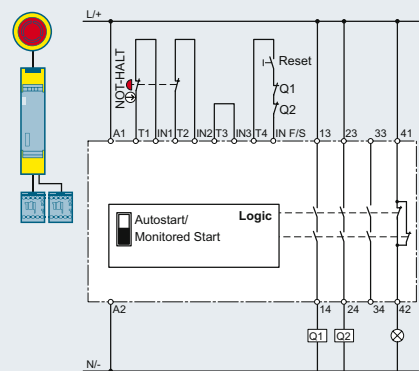 L/+
NOT-HALT
Reset
Q1
Q2
A1 T1 IN1 T2 IN2 T3 IN3 T4 IN F/S 13 23 33 41
Autostart/
Monitored Start
Logic
A2 14 24 34 42
Q1 Q2
N/-